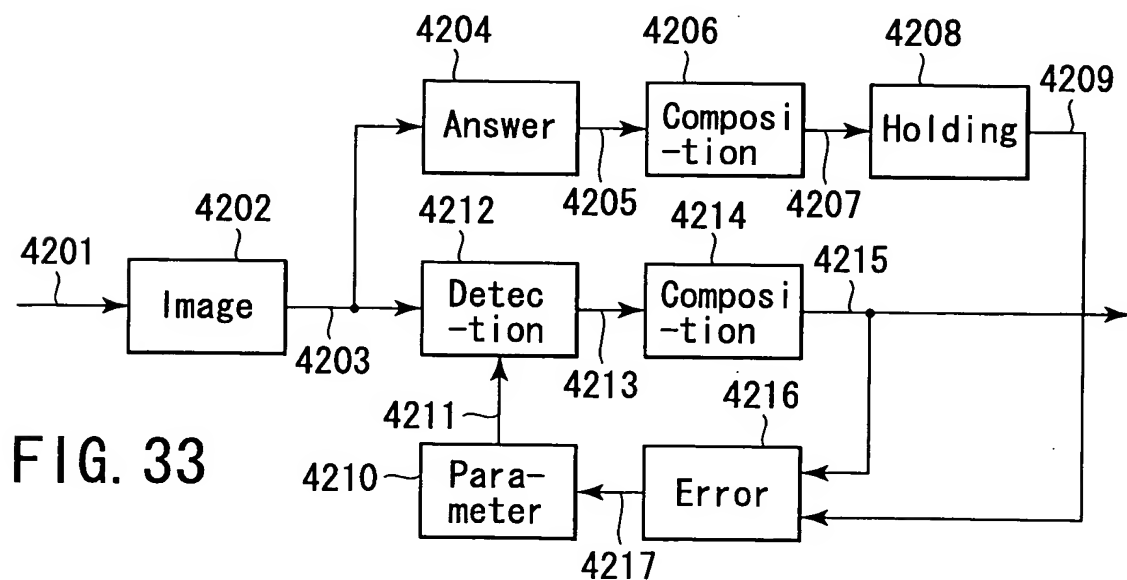 4204
4206
4208
4209
Answer
Composi
-tion
Holding
4205
4207
4202
4212
4214
4201
4215
Image
Detec
-tion
Composi
-tion
4203
4213
4211
4216
FIG. 33
4210
Para-
meter
Error
4217